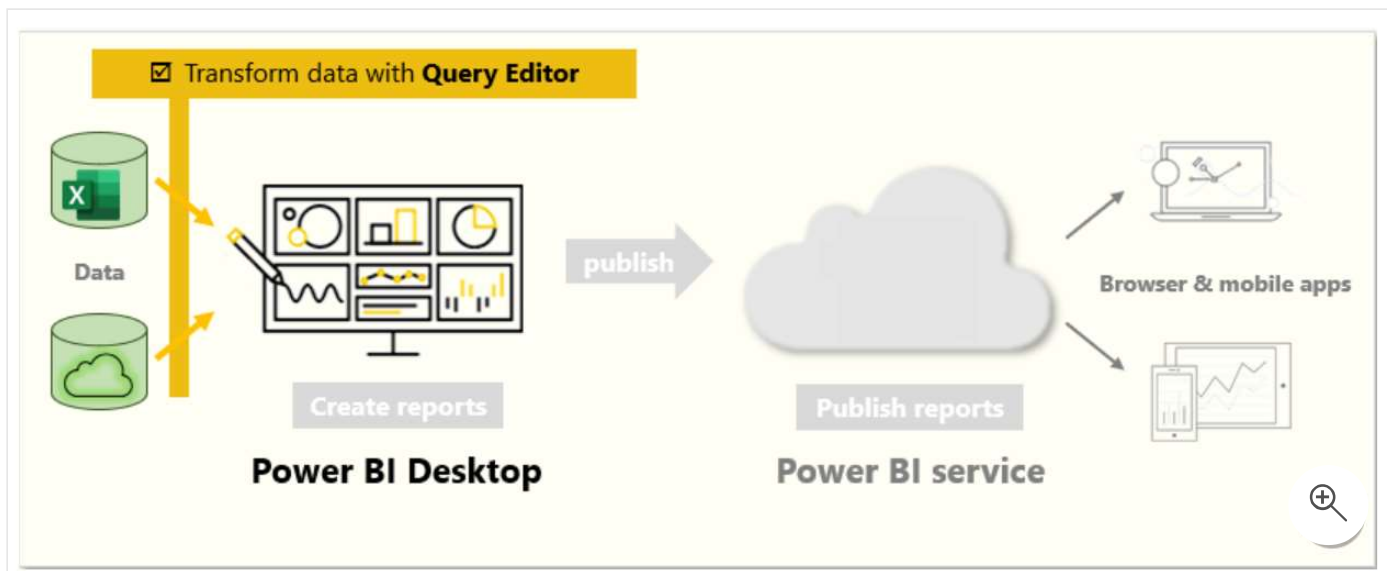 ☑ Transform data with Query Editor
X
Data
publish
Browser & mobile apps
Create reports
Publish reports
Power BI Desktop
Power BI service